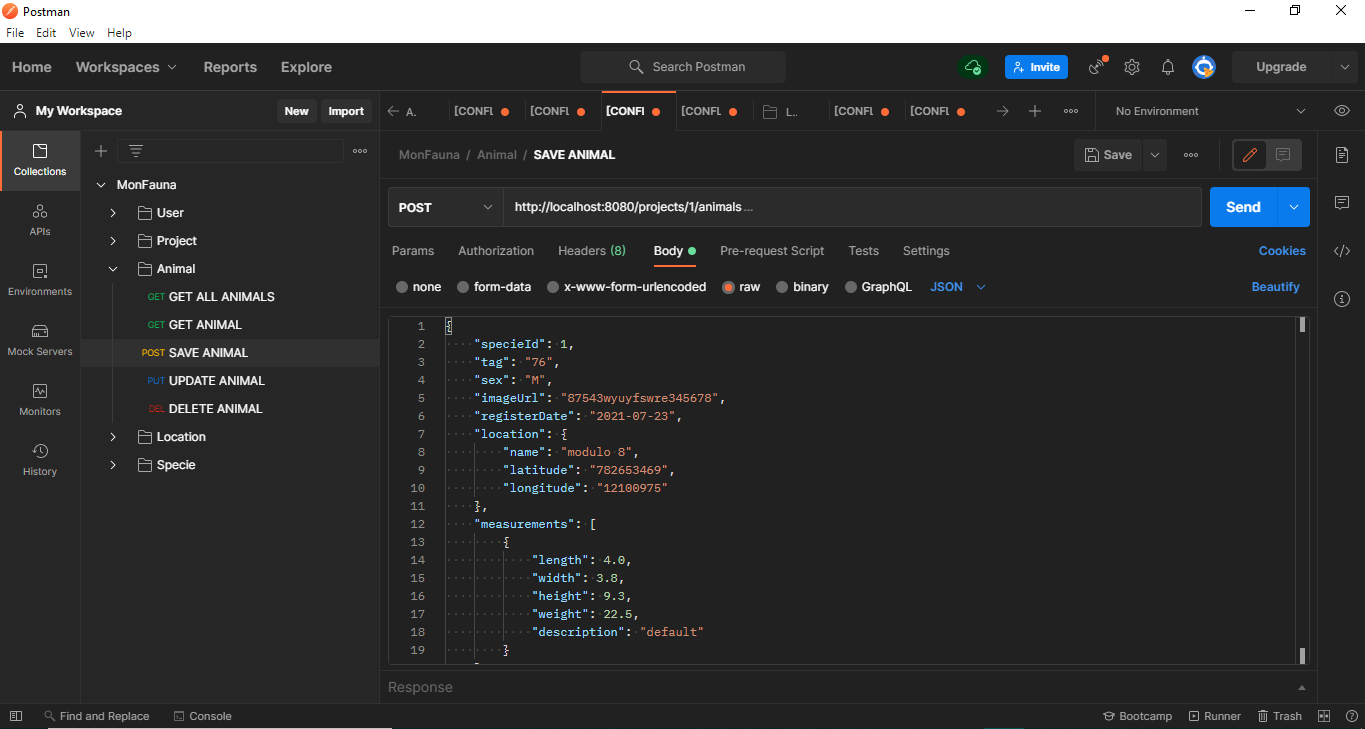 Postman
File Edit View Help
Home Workspaces Reports Explore Search Postman Invite Upgrade
My Workspace New Import
A. [CONFL [CONFL [CONFL [CONFL L.. [CONFL [CONFL No Environment
Collections
APIs
Environments
Mock Servers
Monitors
History
MonFauna
User
Project
Animal
GET GET ALL ANIMALS
GET GET ANIMAL
POST SAVE ANIMAL
PUT UPDATE ANIMAL
DEL DELETE ANIMAL
Location
Specie
MonFauna / Animal / SAVE ANIMAL Save
POST http://localhost:8080/projects/1/animals ... Send
Params Authorization Headers (8) Body Pre-request Script Tests Settings Cookies
none form-data x-www-form-urlencoded raw binary GraphQL JSON Beautify
1 {
2 "specieId": 1,
3 "tag": "76",
4 "sex": "M",
5 "imageUrl": "87543wyuyfswre345678",
6 "registerDate": "2021-07-23",
7 "location": {
8 "name": "modulo 8",
9 "latitude": "782653469",
10 "longitude": "12100975"
11 },
12 "measurements": [
13 {
14 "length": 4.0,
15 "width": 3.8,
16 "height": 9.3,
17 "weight": 22.5,
18 "description": "default"
19 }
Response
Find and Replace Console Bootcamp Runner Trash